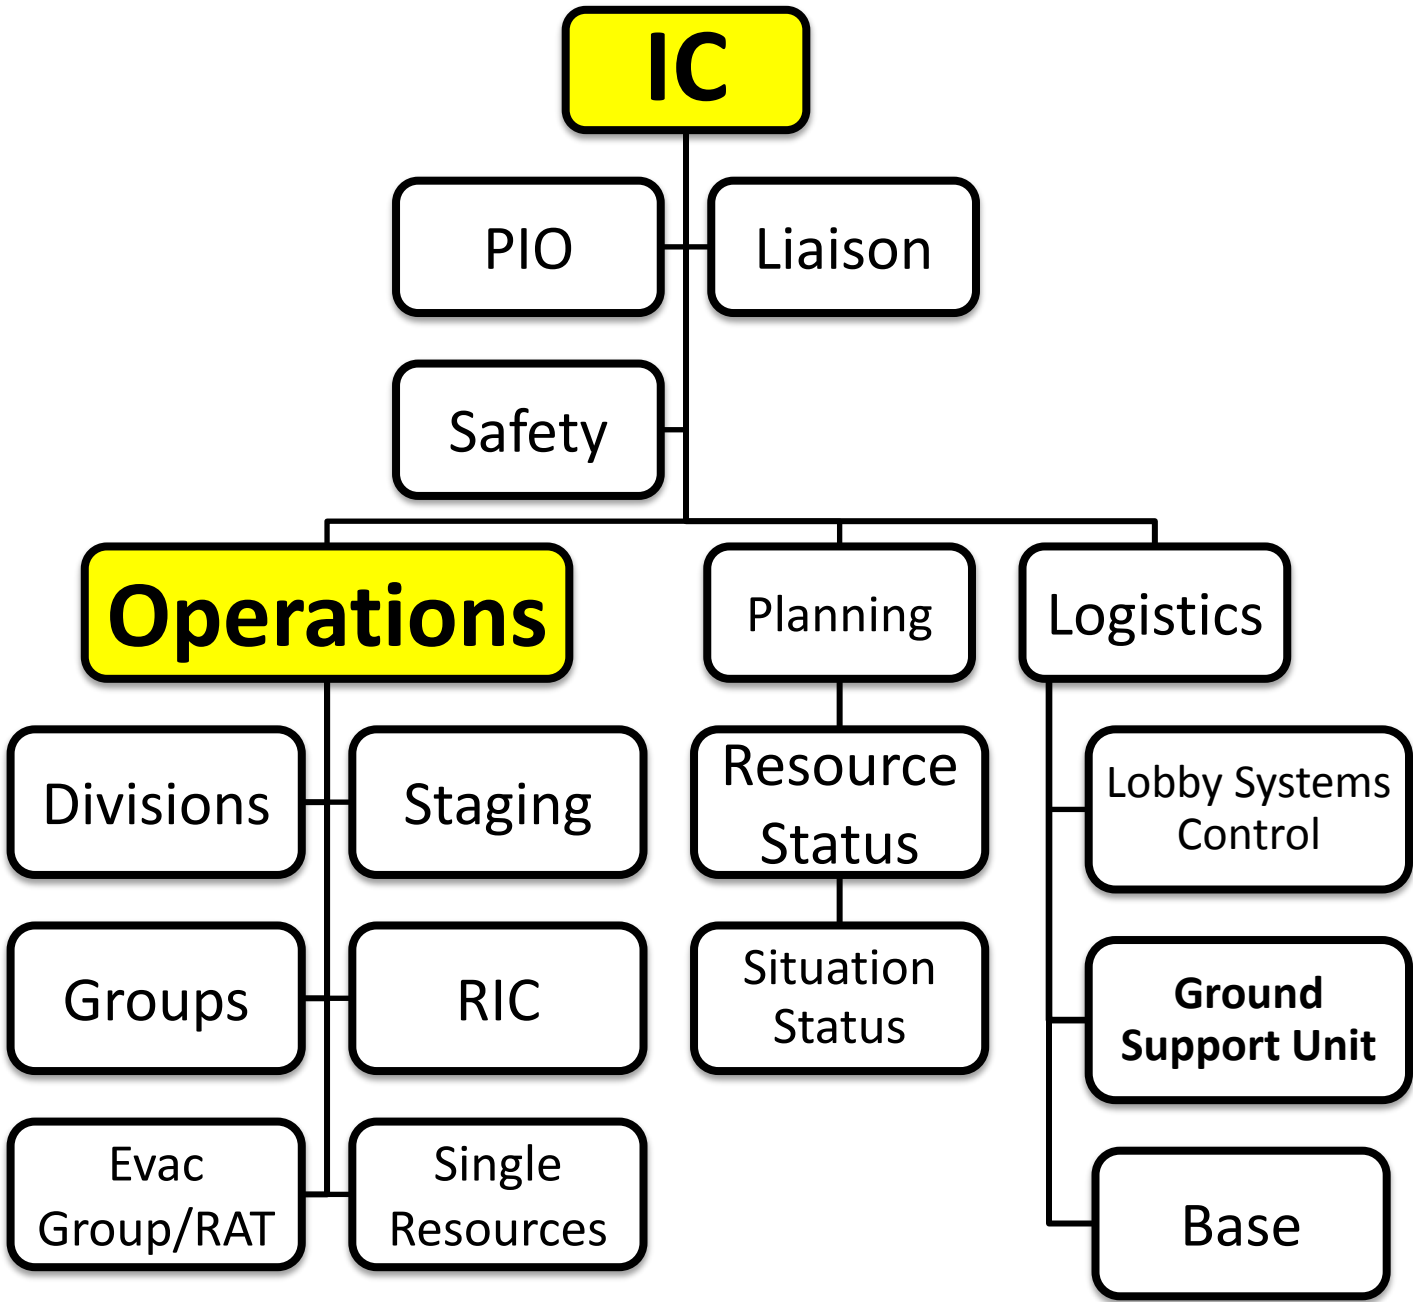 IC
PIO
Liaison
Safety
Operations
Planning
Logistics
Divisions
Staging
Resource
Status
Lobby Systems
Control
Groups
RIC
Situation
Status
Ground
Support Unit
Evac
Group/RAT
Single
Resources
Base